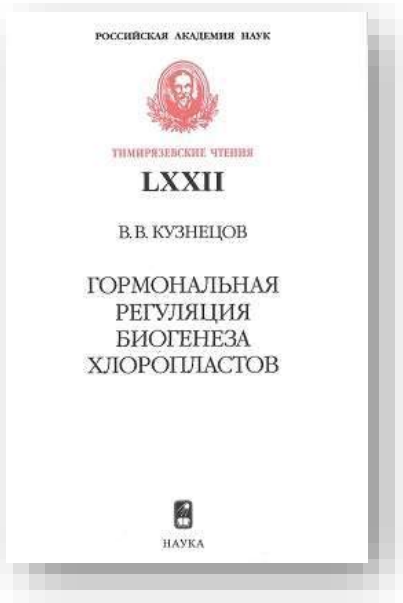 РОССИЙСКАЯ АКАДЕМИЯ НАУК
ТИМИРЯЗЕВСКИЕ ЧТЕНИЯ
LXXII
В. В. КУЗНЕЦОВ
ГОРМОНАЛЬНАЯ
РЕГУЛЯЦИЯ
БИОГЕНЕЗА
ХЛОРОПЛАСТОВ
НАУКА